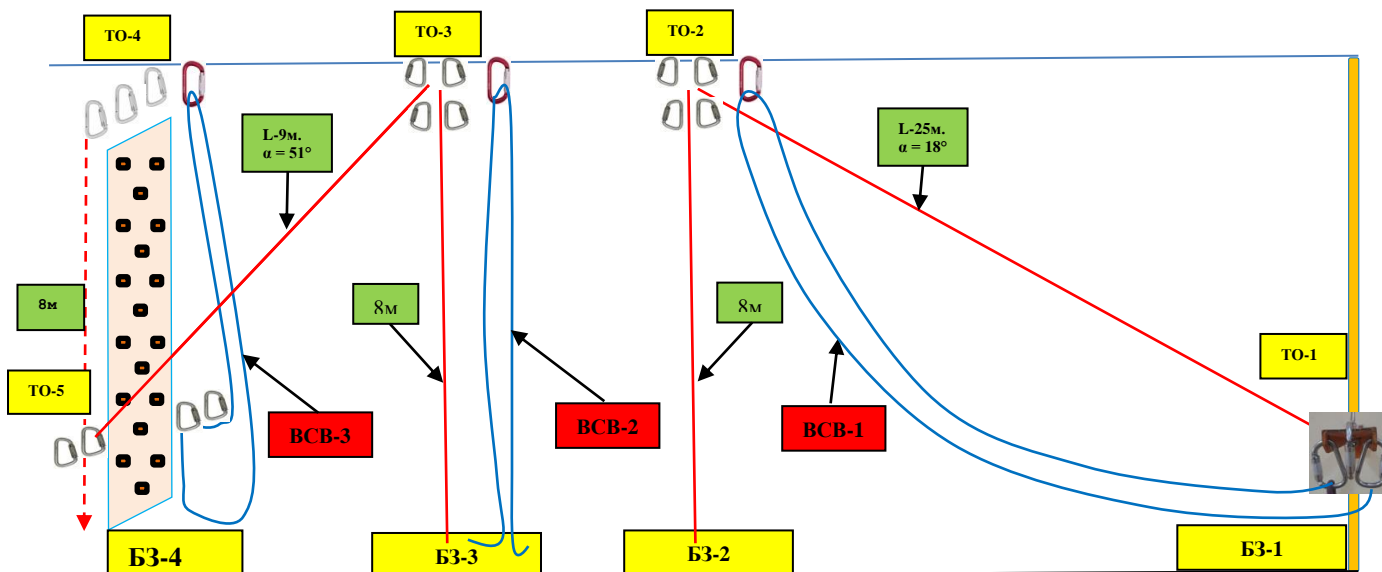 ТО-4
ТО-3
ТО-2
L-9м.
α = 51°
L-25м.
α = 18°
8м
8м
8м
ТО-1
ТО-5
ВСВ-3
ВСВ-2
ВСВ-1
БЗ-4
БЗ-3
БЗ-2
БЗ-1